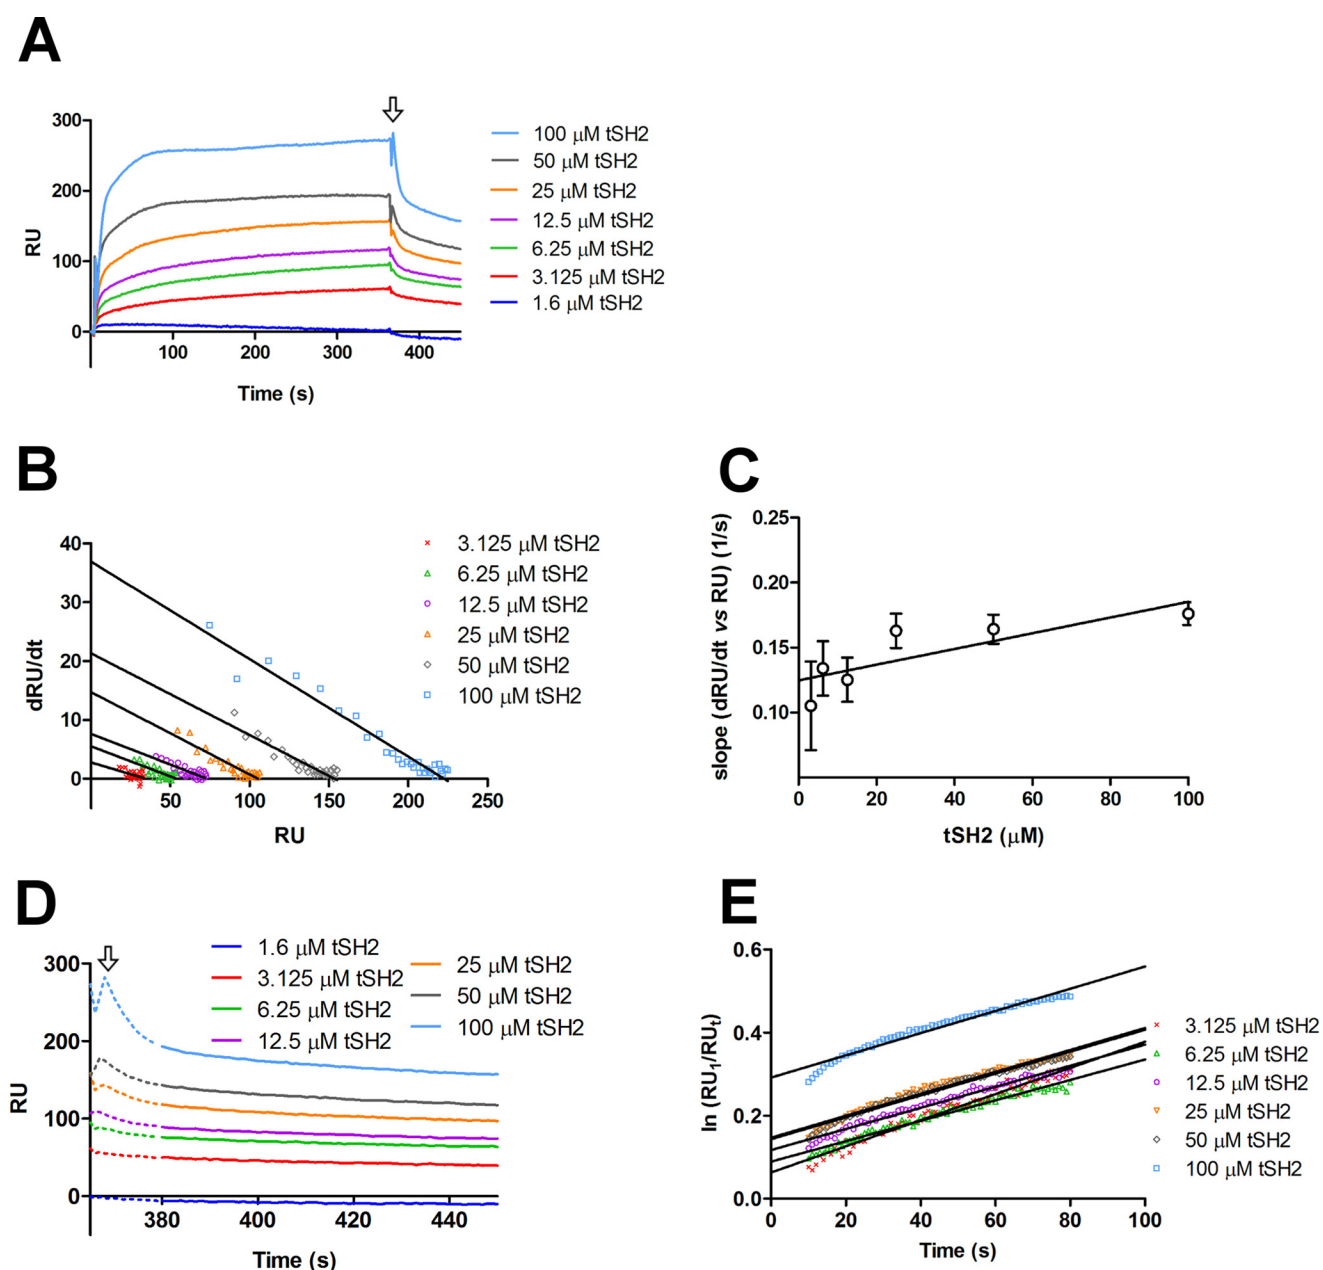 A
300
200
100
0
RU
100
200
300
400
Time (s)
100 μM tSH2
50 μM tSH2
25 μM tSH2
12.5 μM tSH2
6.25 μM tSH2
3.125 μM tSH2
1.6 μM tSH2
B
40
30
20
10
0
dRU/dt
50
100
150
200
250
RU
3.125 μM tSH2
6.25 μM tSH2
12.5 μM tSH2
25 μM tSH2
50 μM tSH2
100 μM tSH2
C
0.25
0.20
0.15
0.10
slope (dRU/dt vs RU) (1/s)
0
20
40
60
80
100
tSH2 (μM)
D
300
200
100
0
RU
380
400
420
440
Time (s)
1.6 μM tSH2
3.125 μM tSH2
6.25 μM tSH2
12.5 μM tSH2
25 μM tSH2
50 μM tSH2
100 μM tSH2
E
0.6
0.4
0.2
0.0
ln (RU1/RUt)
0
20
40
60
80
100
Time (s)
3.125 μM tSH2
6.25 μM tSH2
12.5 μM tSH2
25 μM tSH2
50 μM tSH2
100 μM tSH2